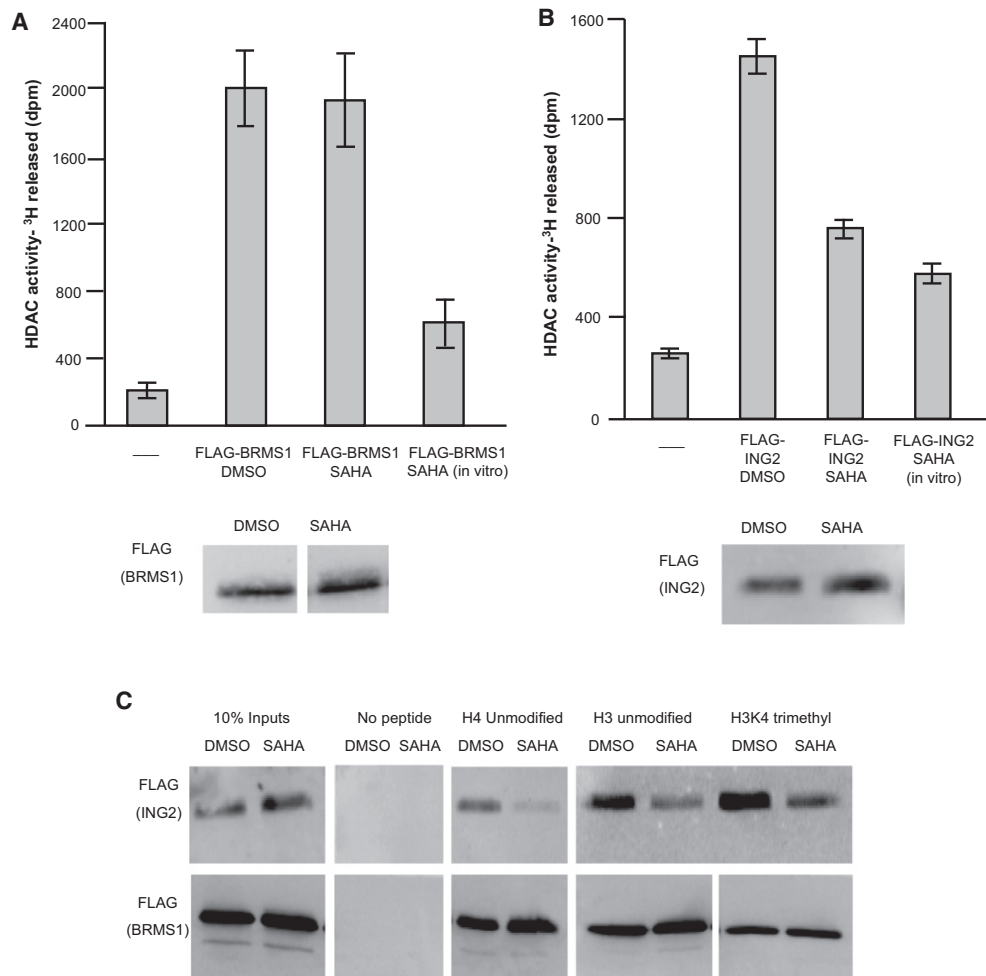 A
HDAC activity- ³H released (dpm)
2400
2000
1600
1200
800
400
0
—
FLAG-BRMS1
DMSO
FLAG-BRMS1
SAHA
FLAG-BRMS1
SAHA (in vitro)
DMSO SAHA
FLAG
(BRMS1)
B
HDAC activity-³H released (dpm)
1600
1200
800
400
0
—
FLAG-
ING2
DMSO
FLAG-
ING2
SAHA
FLAG-ING2
SAHA
(in vitro)
DMSO SAHA
FLAG
(ING2)
C
10% Inputs No peptide H4 Unmodified H3 unmodified H3K4 trimethyl
DMSO SAHA DMSO SAHA DMSO SAHA DMSO SAHA DMSO SAHA
FLAG
(ING2)
FLAG
(BRMS1)